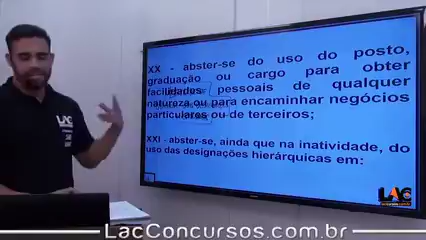 XX - abster-se do uso do posto,
graduação ou cargo para obter
facilidades pessoais de qualquer
natureza ou para encaminhar negócios
particulares ou de terceiros;
XXI - abster-se, ainda que na inatividade, do
uso das designações hierárquicas em:
LAC
LAC
LacConcursos.com.br